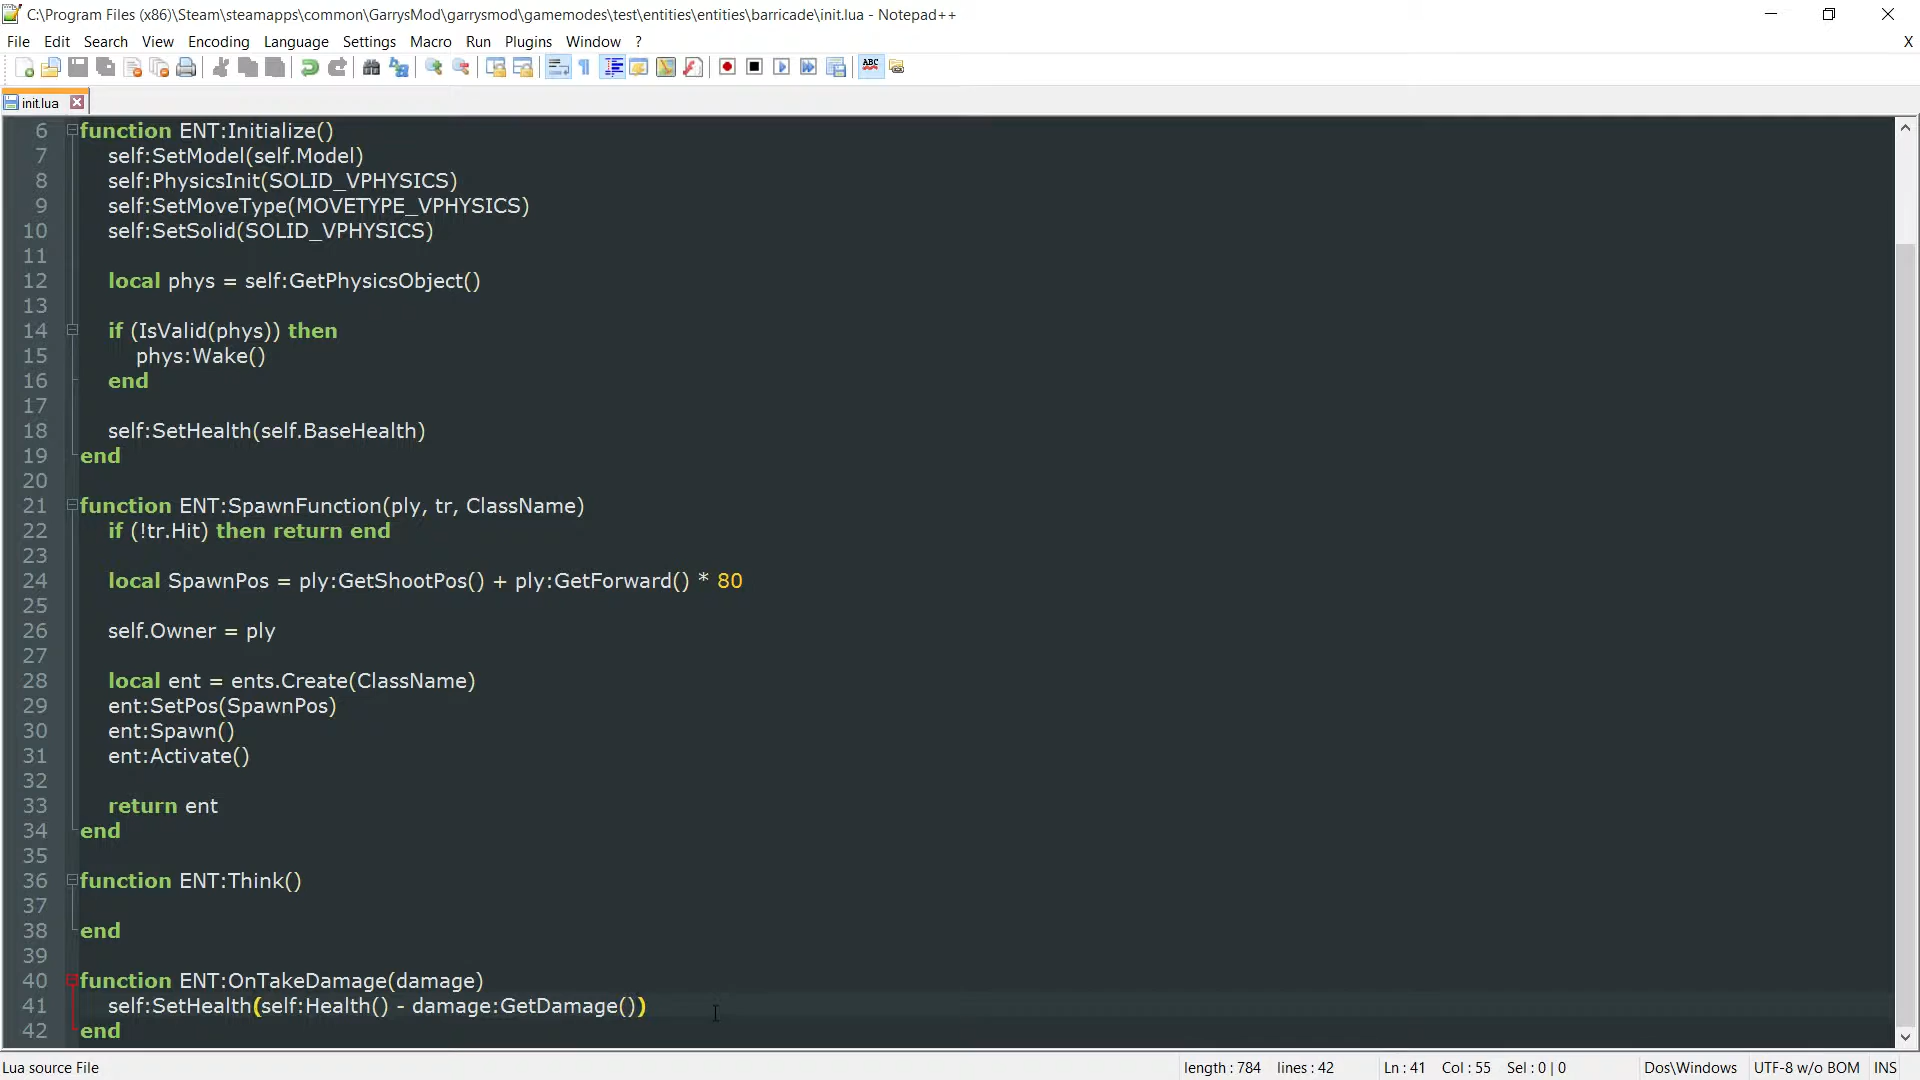 C:\Program Files (x86)\Steam\steamapps\common\GarrysMod\garrysmod\gamemodes\test\entities\entities\barricade\init.lua - Notepad++
File Edit Search View Encoding Language Settings Macro Run Plugins Window ? X
ABC
init.lua
6 function ENT:Initialize()
7 self:SetModel(self.Model)
8 self:PhysicsInit(SOLID_VPHYSICS)
9 self:SetMoveType(MOVETYPE_VPHYSICS)
10 self:SetSolid(SOLID_VPHYSICS)
11
12 local phys = self:GetPhysicsObject()
13
14 if (IsValid(phys)) then
15 phys:Wake()
16 end
17
18 self:SetHealth(self.BaseHealth)
19 end
20
21 function ENT:SpawnFunction(ply, tr, ClassName)
22 if (!tr.Hit) then return end
23
24 local SpawnPos = ply:GetShootPos() + ply:GetForward() * 80
25
26 self.Owner = ply
27
28 local ent = ents.Create(ClassName)
29 ent:SetPos(SpawnPos)
30 ent:Spawn()
31 ent:Activate()
32
33 return ent
34 end
35
36 function ENT:Think()
37
38 end
39
40 function ENT:OnTakeDamage(damage)
41 self:SetHealth(self:Health() - damage:GetDamage())
42 end
Lua source File length : 784 lines : 42 Ln : 41 Col : 55 Sel : 0 | 0 Dos\Windows UTF-8 w/o BOM INS